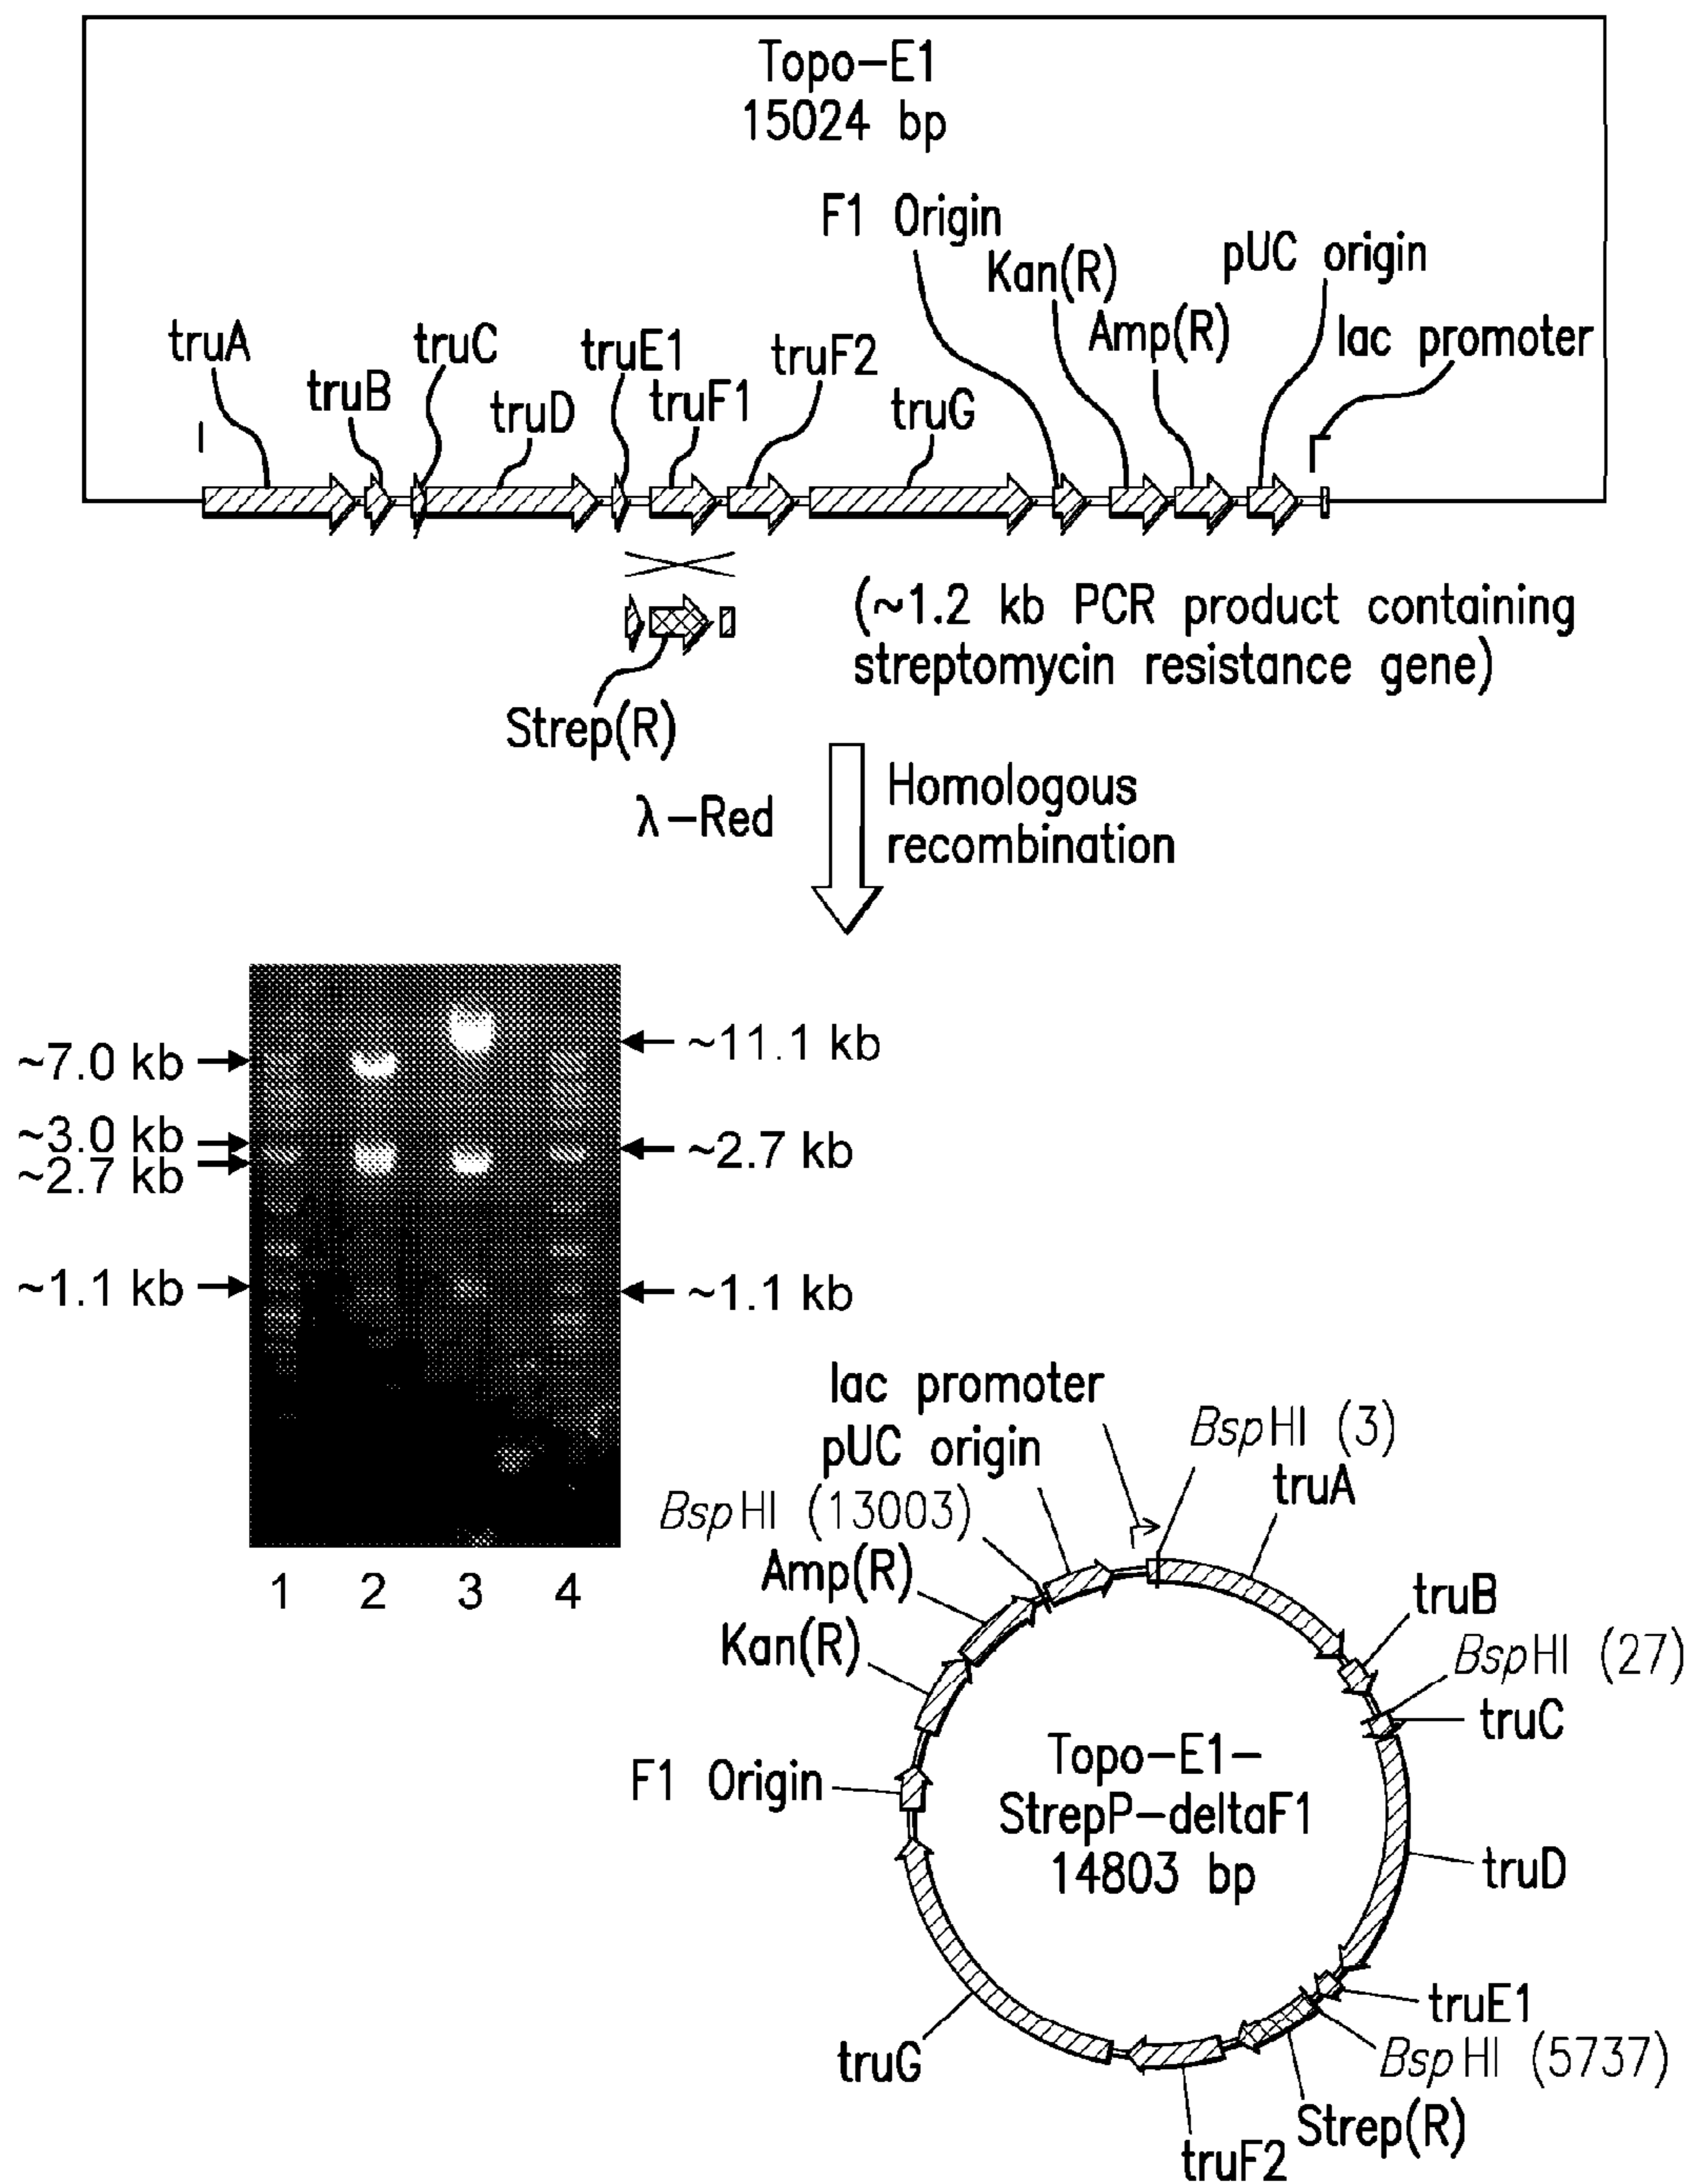 Topo-E1
15024 bp
F1 Origin
Kan(R)
pUC origin
Amp(R)
lac promoter
truA
truC
truE1
truF2
truB
truD
truF1
truG
(~1.2 kb PCR product containing
streptomycin resistance gene)
Strep(R)
λ-Red
Homologous
recombination
~7.0 kb
~3.0 kb
~2.7 kb
~1.1 kb
~11.1 kb
~2.7 kb
~1.1 kb
1 2 3 4
lac promoter
pUC origin
BspHI (13003)
Amp(R)
Kan(R)
F1 Origin
BspHI (3)
truA
truB
BspHI (27)
truC
Topo-E1-
StrepP-deltaF1
14803 bp
truD
truE1
BspHI (5737)
Strep(R)
truF2
truG